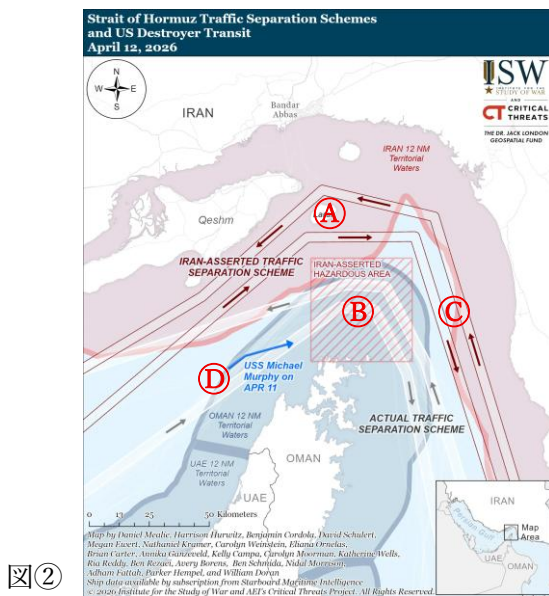 Strait of Hormuz Traffic Separation Schemes
and US Destroyer Transit
April 12, 2026
N
W E
S
ISW
INSTITUTE FOR THE
STUDY OF WAR
AND
CT CRITICAL
THREATS
THE DR. JACK LONDON
GEOSPATIAL FUND
IRAN
Bandar
Abbas
IRAN 12 NM
Territorial
Waters
Qeshm
Ⓐ
IRAN-ASSERTED TRAFFIC
SEPARATION SCHEME
IRAN-ASSERTED
HAZARDOUS AREA
Ⓑ
Ⓒ
Ⓓ
USS Michael
Murphy on
APR 11
OMAN 12 NM
Territorial
Waters
ACTUAL TRAFFIC
SEPARATION SCHEME
UAE 12 NM
Territorial
Waters
OMAN
UAE
0 13 25 50 Kilometers
IRAN
Persian Gulf
Map
Area
UAE
OMAN
Map by Daniel Mealie, Harrison Hurwitz, Benjamin Cordola, David Schulert,
Megan Ewert, Nathaniel Kramer, Carolyn Weinstein, Eliana Ornelas,
Brian Carter, Annika Ganzeveld, Kelly Campa, Carolyn Moorman, Katherine Wells,
Ria Reddy, Ben Rezaei, Avery Borens, Ben Schmida, Nidal Morrison,
Adham Fattah, Parker Hempel, and William Doran
Ship data available by subscription from Starboard Maritime Intelligence
© 2026 Institute for the Study of War and AEI's Critical Threats Project. All Rights Reserved.
図②